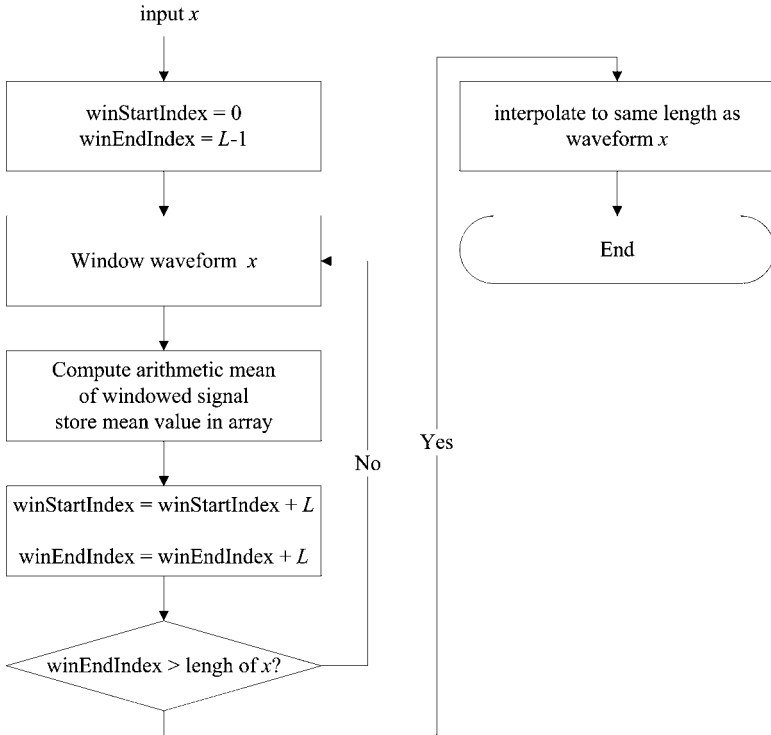 input x
winStartIndex = 0
winEndIndex = L-1
Window waveform x
Compute arithmetic mean
of windowed signal
store mean value in array
No
winStartIndex = winStartIndex + L
winEndIndex = winEndIndex + L
winEndIndex > lengh of x?
Yes
interpolate to same length as
waveform x
End